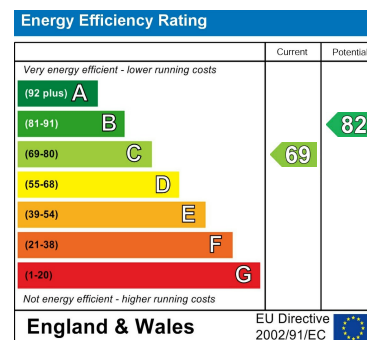 Energy Efficiency Rating
Current Potential
Very energy efficient - lower running costs
(92 plus) A
(81-91) B
82
(69-80) C
69
(55-68) D
(39-54) E
(21-38) F
(1-20) G
Not energy efficient - higher running costs
England & Wales
EU Directive
2002/91/EC